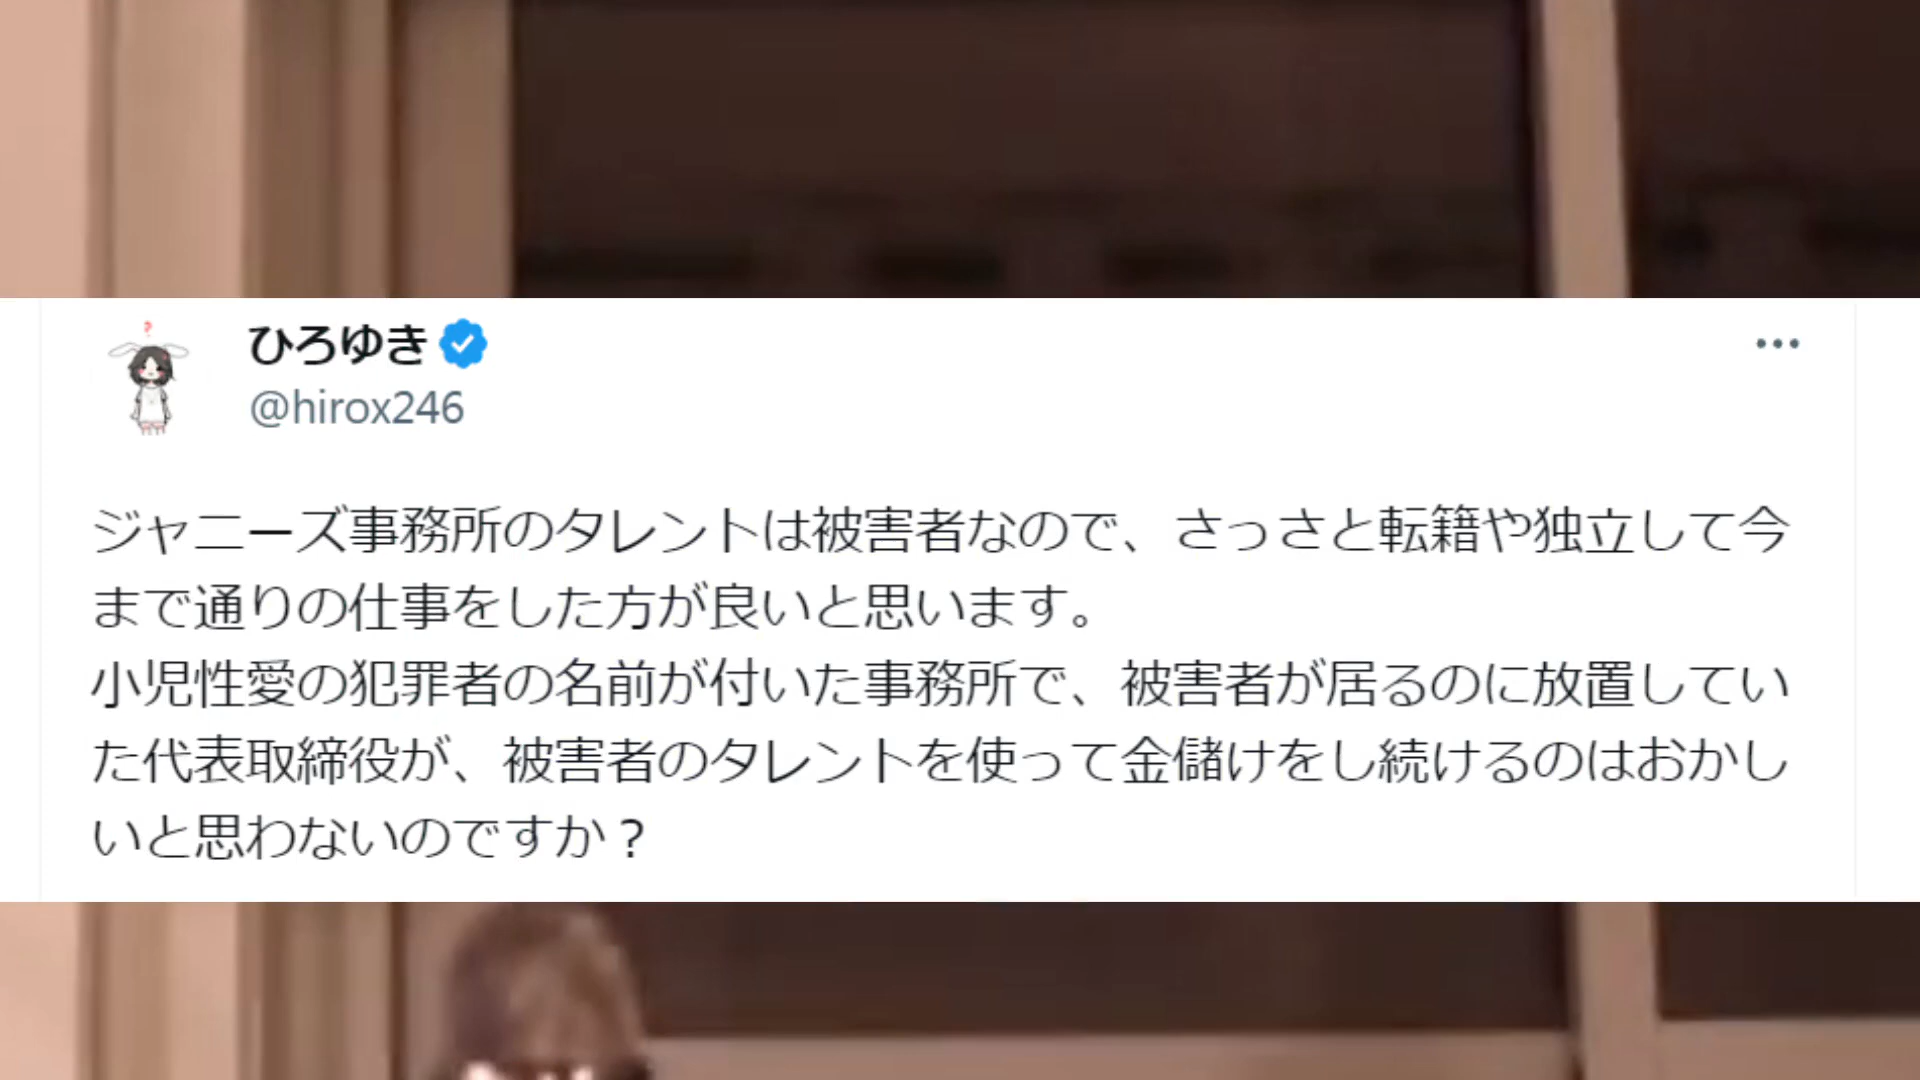 ?
ひろゆき
@hirox246
ジャニーズ事務所のタレントは被害者なので、さっさと転籍や独立して今
まで通りの仕事をした方が良いと思います。
小児性愛の犯罪者の名前が付いた事務所で、被害者が居るのに放置してい
た代表取締役が、被害者のタレントを使って金儲けをし続けるのはおかし
いと思わないのですか？